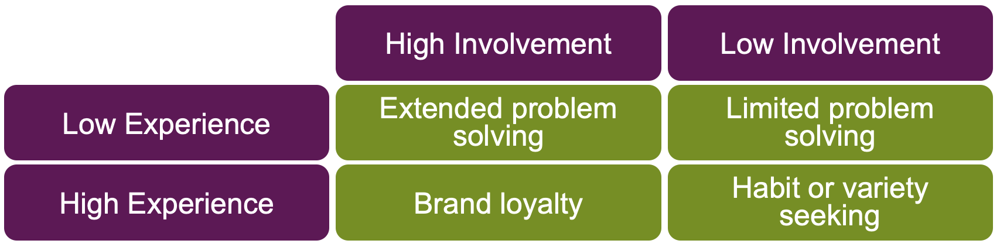 High Involvement
Low Involvement
Low Experience
Extended problem
solving
Limited problem
solving
High Experience
Brand loyalty
Habit or variety
seeking